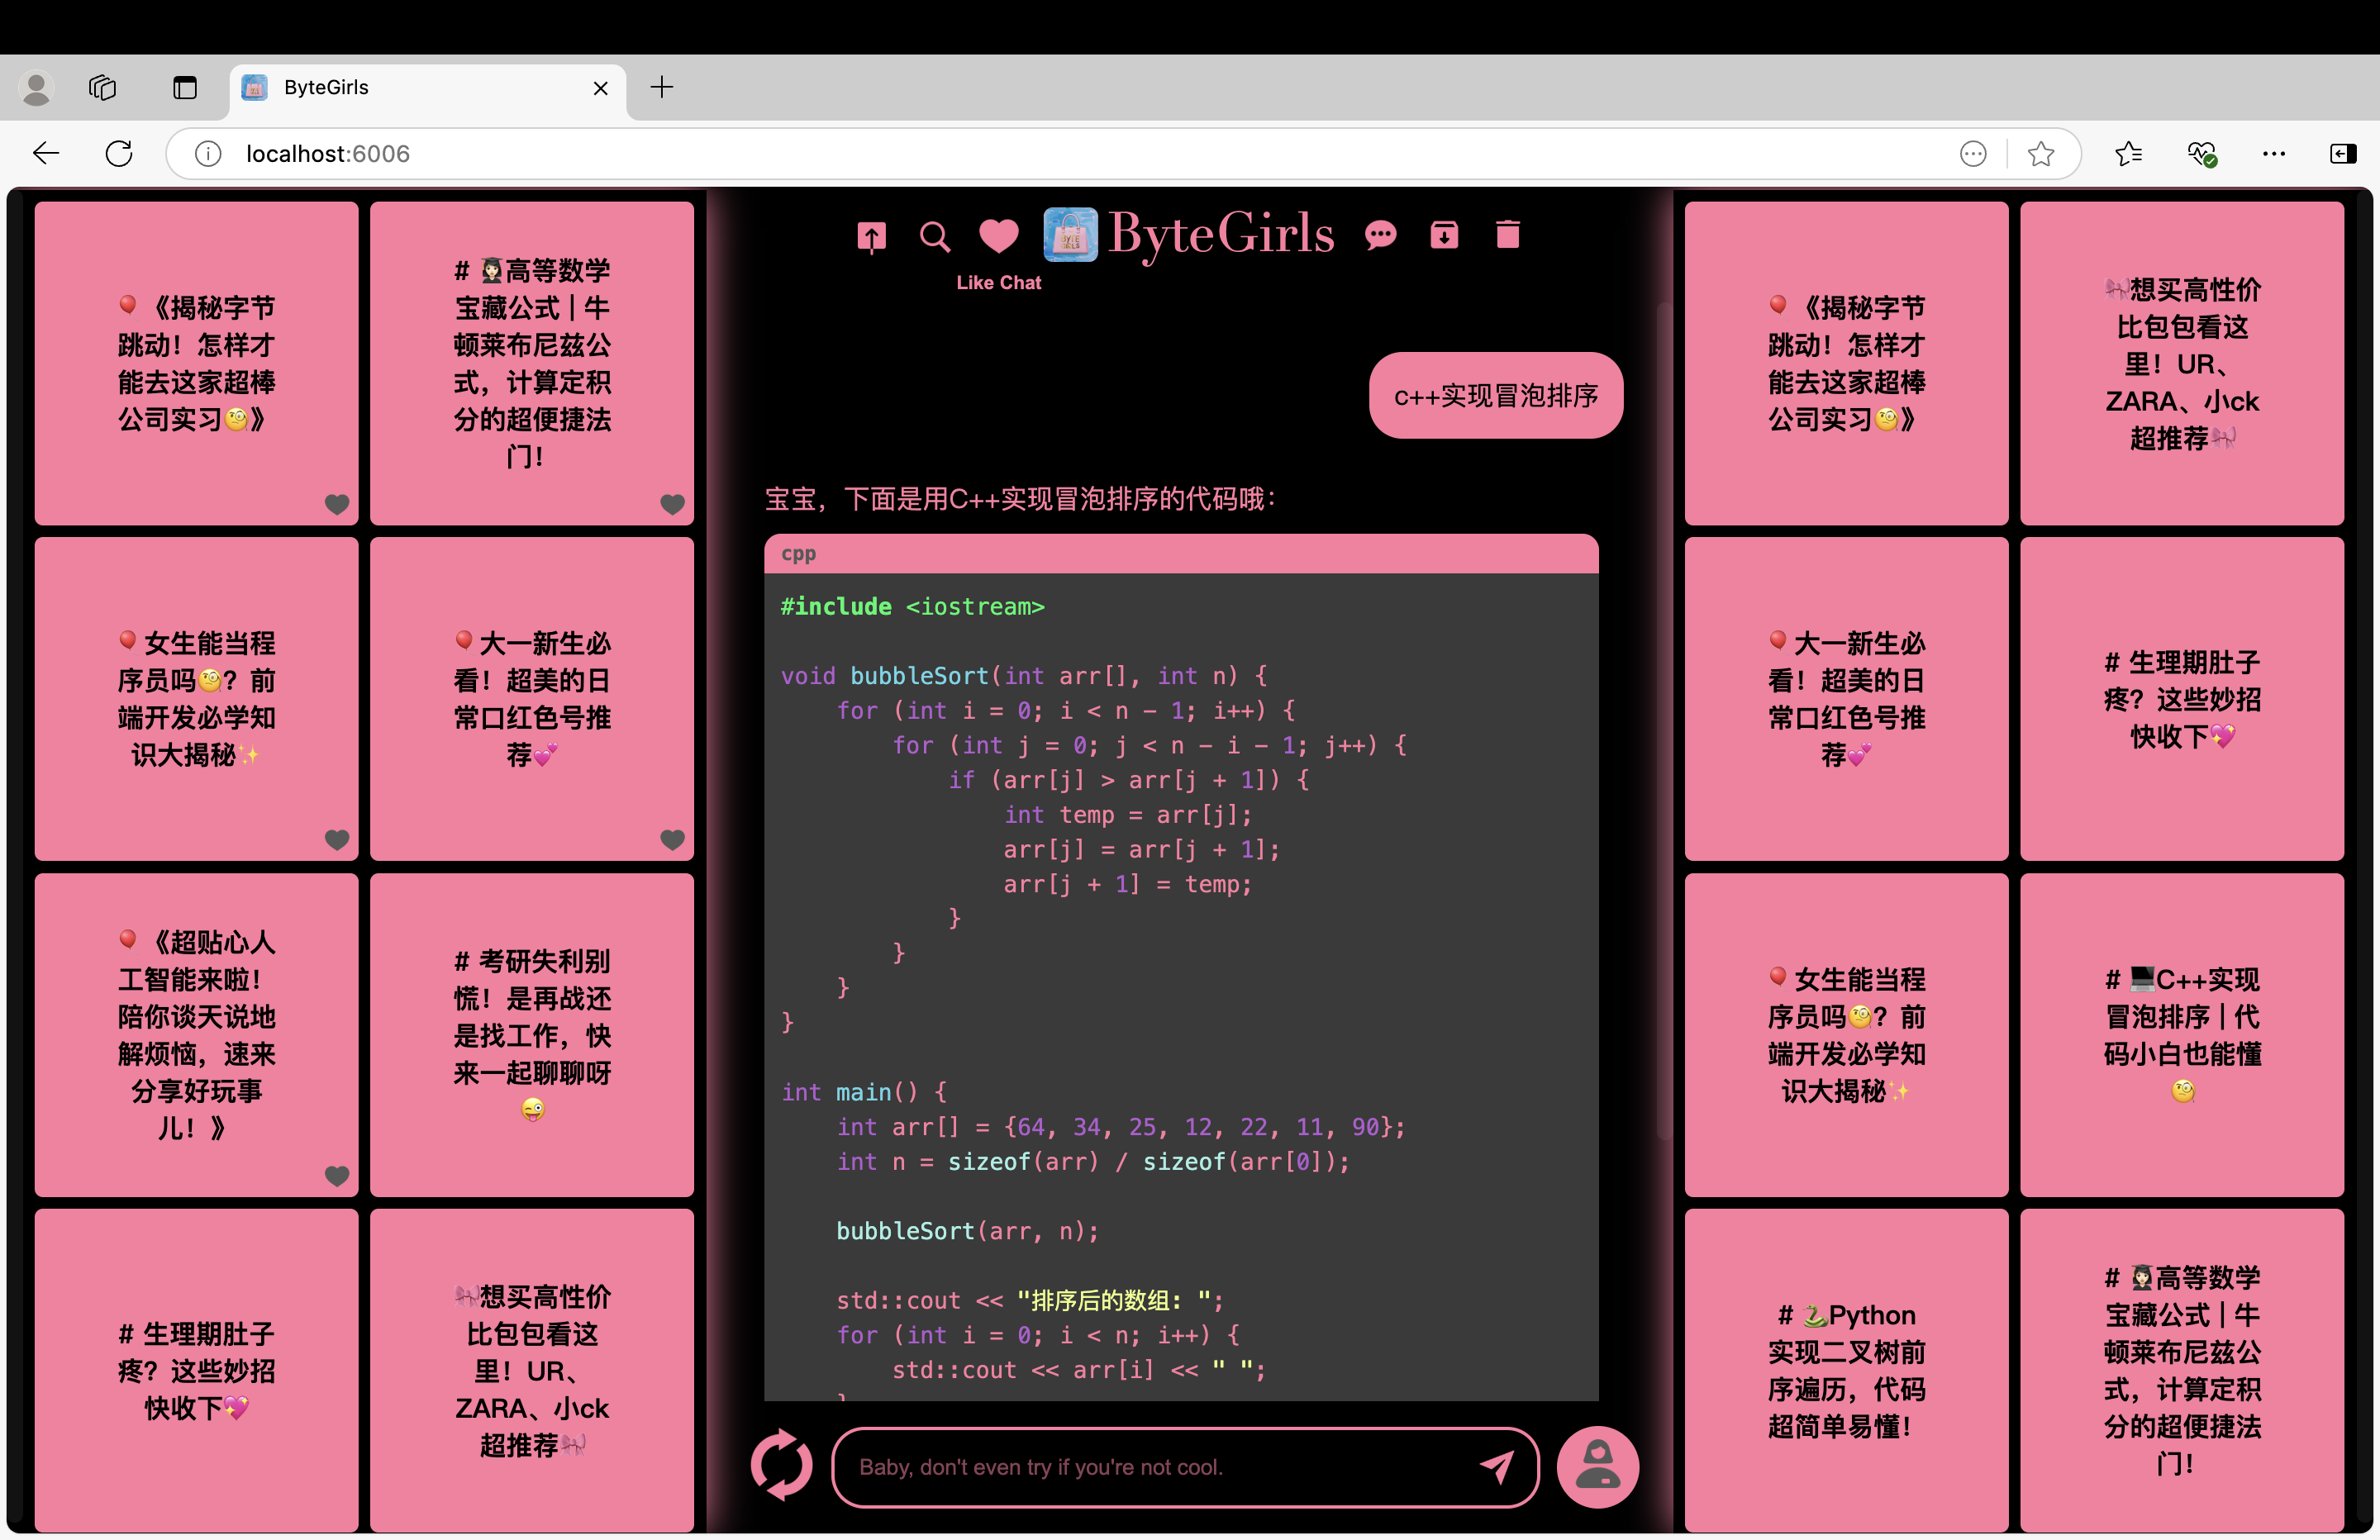 ByteGirls
localhost:6006
🎈《揭秘字节
跳动！怎样才
能去这家超棒
公司实习🧐》
# 👩🏻‍🎓高等数学
宝藏公式 | 牛
顿莱布尼兹公
式，计算定积
分的超便捷法
门！
🎈女生能当程
序员吗🧐？前
端开发必学知
识大揭秘✨
🎈大一新生必
看！超美的日
常口红色号推
荐💕
🎈《超贴心人
工智能来啦！
陪你谈天说地
解烦恼，速来
分享好玩事
儿！》
# 考研失利别
慌！是再战还
是找工作，快
来一起聊聊呀
😜
# 生理期肚子
疼？这些妙招
快收下💖
🎀想买高性价
比包包看这
里！UR、
ZARA、小ck
超推荐🎀
BYTE
GIRLS
ByteGirls
Like Chat
c++实现冒泡排序
宝宝，下面是用C++实现冒泡排序的代码哦：
cpp
#include <iostream>
void bubbleSort(int arr[], int n) {
    for (int i = 0; i < n - 1; i++) {
        for (int j = 0; j < n - i - 1; j++) {
            if (arr[j] > arr[j + 1]) {
                int temp = arr[j];
                arr[j] = arr[j + 1];
                arr[j + 1] = temp;
            }
        }
    }
}
int main() {
    int arr[] = {64, 34, 25, 12, 22, 11, 90};
    int n = sizeof(arr) / sizeof(arr[0]);
    bubbleSort(arr, n);
    std::cout << "排序后的数组: ";
    for (int i = 0; i < n; i++) {
        std::cout << arr[i] << " ";
    }
Baby, don't even try if you're not cool.
🎈《揭秘字节
跳动！怎样才
能去这家超棒
公司实习🧐》
🎀想买高性价
比包包看这
里！UR、
ZARA、小ck
超推荐🎀
🎈大一新生必
看！超美的日
常口红色号推
荐💕
# 生理期肚子
疼？这些妙招
快收下💖
🎈女生能当程
序员吗🧐？前
端开发必学知
识大揭秘✨
# 💻C++实现
冒泡排序 | 代
码小白也能懂
🧐
# 🐍Python
实现二叉树前
序遍历，代码
超简单易懂！
# 👩🏻‍🎓高等数学
宝藏公式 | 牛
顿莱布尼兹公
式，计算定积
分的超便捷法
门！